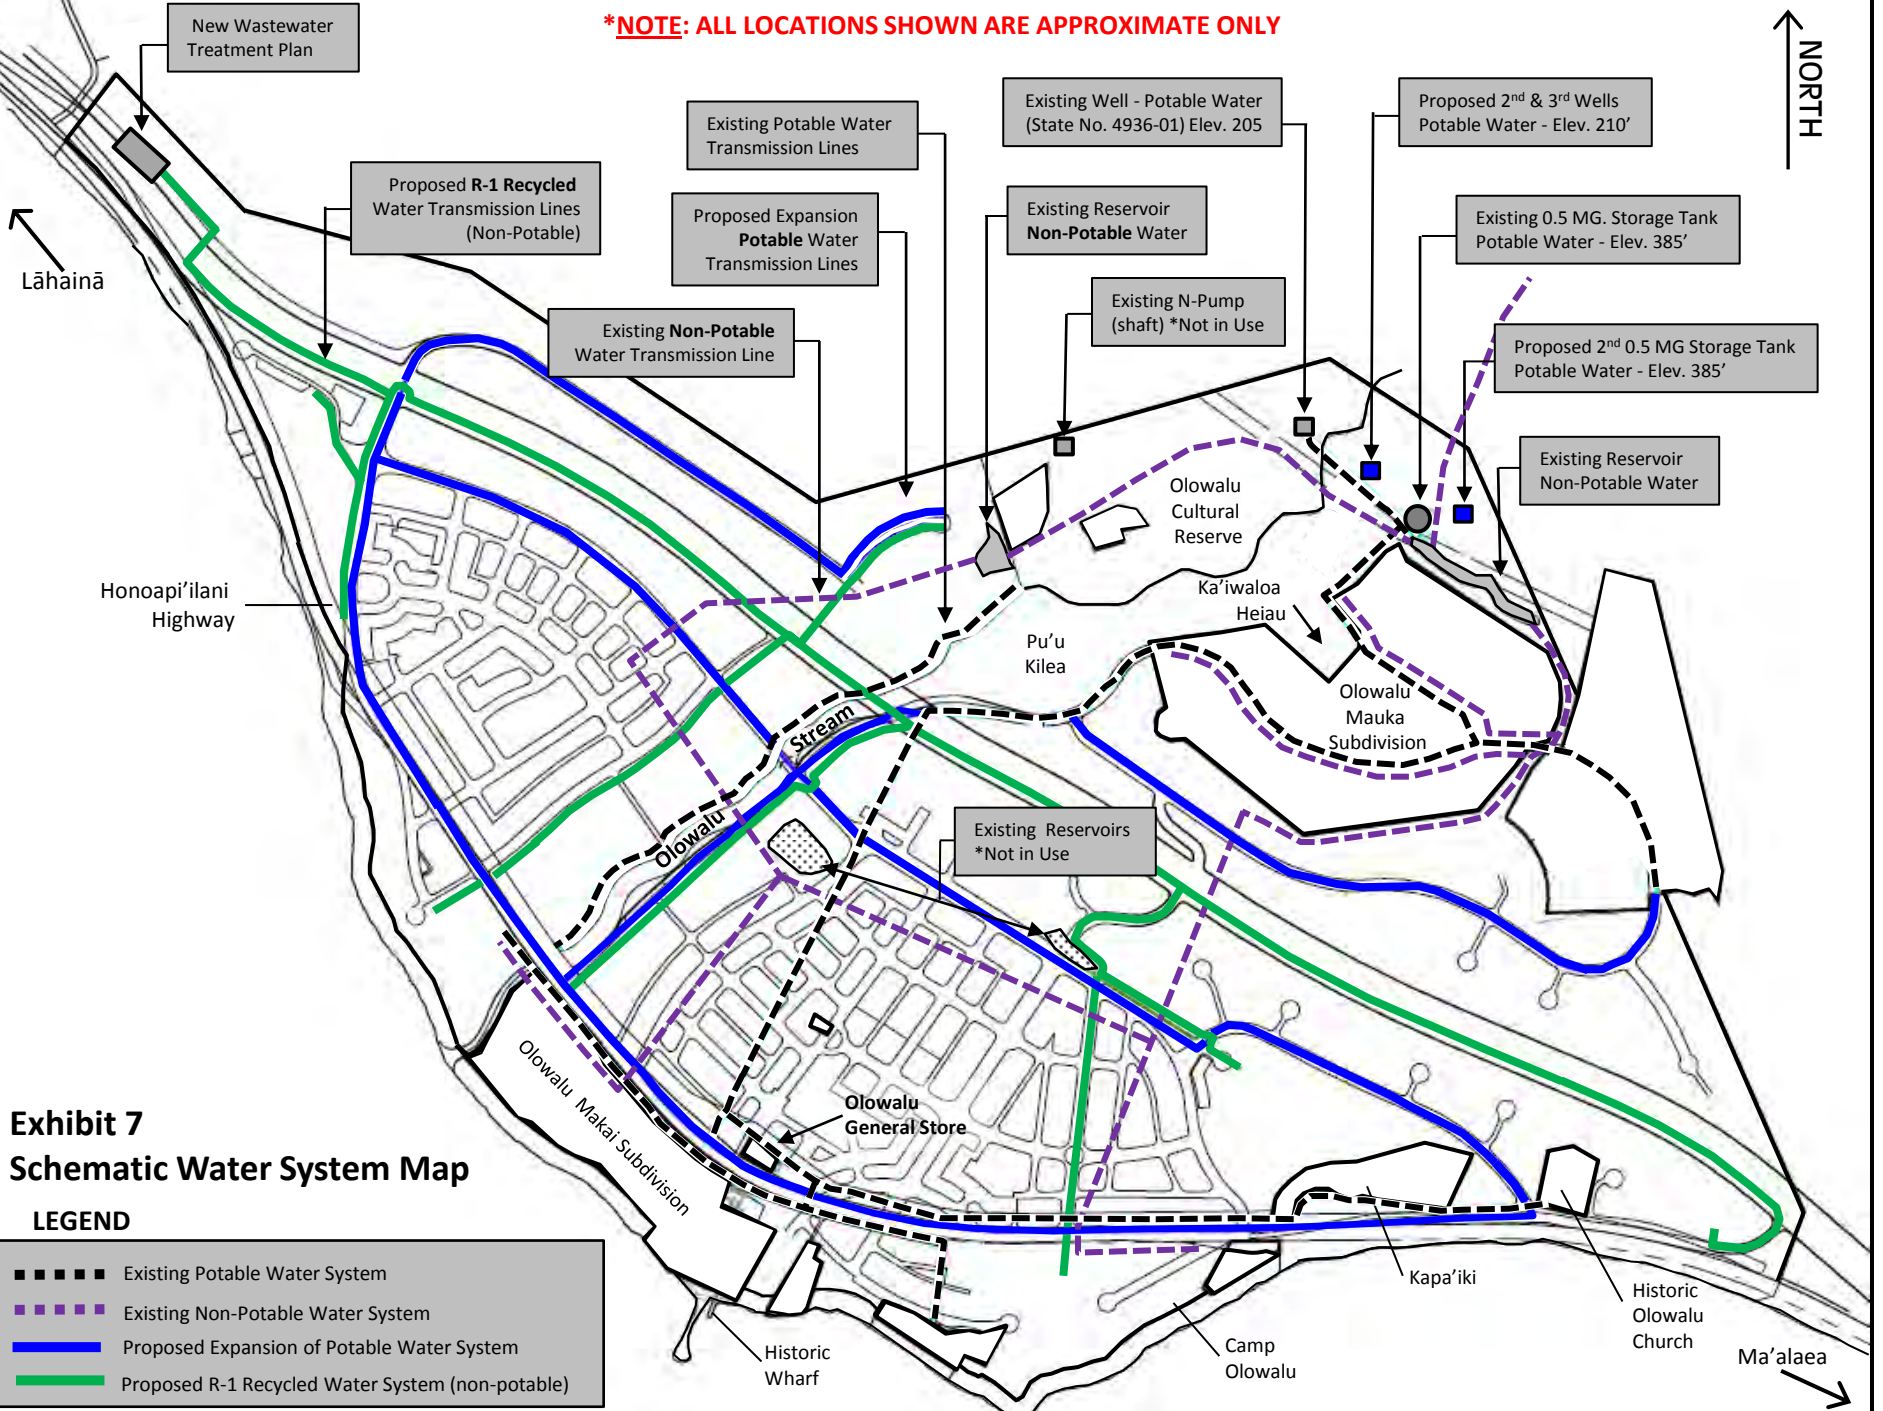 *NOTE: ALL LOCATIONS SHOWN ARE APPROXIMATE ONLY
NORTH
New Wastewater
Treatment Plan
Existing Potable Water
Transmission Lines
Existing Well - Potable Water
(State No. 4936-01) Elev. 205
Proposed 2nd & 3rd Wells
Potable Water - Elev. 210’
Proposed R-1 Recycled
Water Transmission Lines
(Non-Potable)
Proposed Expansion
Potable Water
Transmission Lines
Existing Reservoir
Non-Potable Water
Existing 0.5 MG. Storage Tank
Potable Water - Elev. 385’
Lāhainā
Existing Non-Potable
Water Transmission Line
Existing N-Pump
(shaft) *Not in Use
Proposed 2nd 0.5 MG Storage Tank
Potable Water - Elev. 385’
Existing Reservoir
Non-Potable Water
Olowalu
Cultural
Reserve
Honoapi’ilani
Highway
Ka’iwaloa
Heiau
Pu’u
Kilea
Olowalu
Mauka
Subdivision
Stream
Olowalu
Existing Reservoirs
*Not in Use
Olowalu Makai Subdivision
Olowalu
General Store
Exhibit 7
Schematic Water System Map
LEGEND
Existing Potable Water System
Existing Non-Potable Water System
Proposed Expansion of Potable Water System
Proposed R-1 Recycled Water System (non-potable)
Historic
Wharf
Camp
Olowalu
Kapa’iki
Historic
Olowalu
Church
Ma’alaea